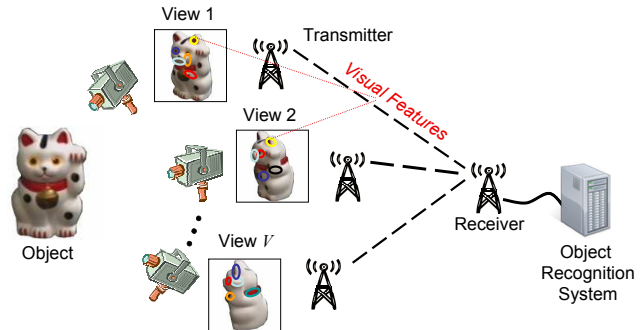 View 1
Transmitter
Visual Features
View 2
Object
Receiver
View V
Object
Recognition
System